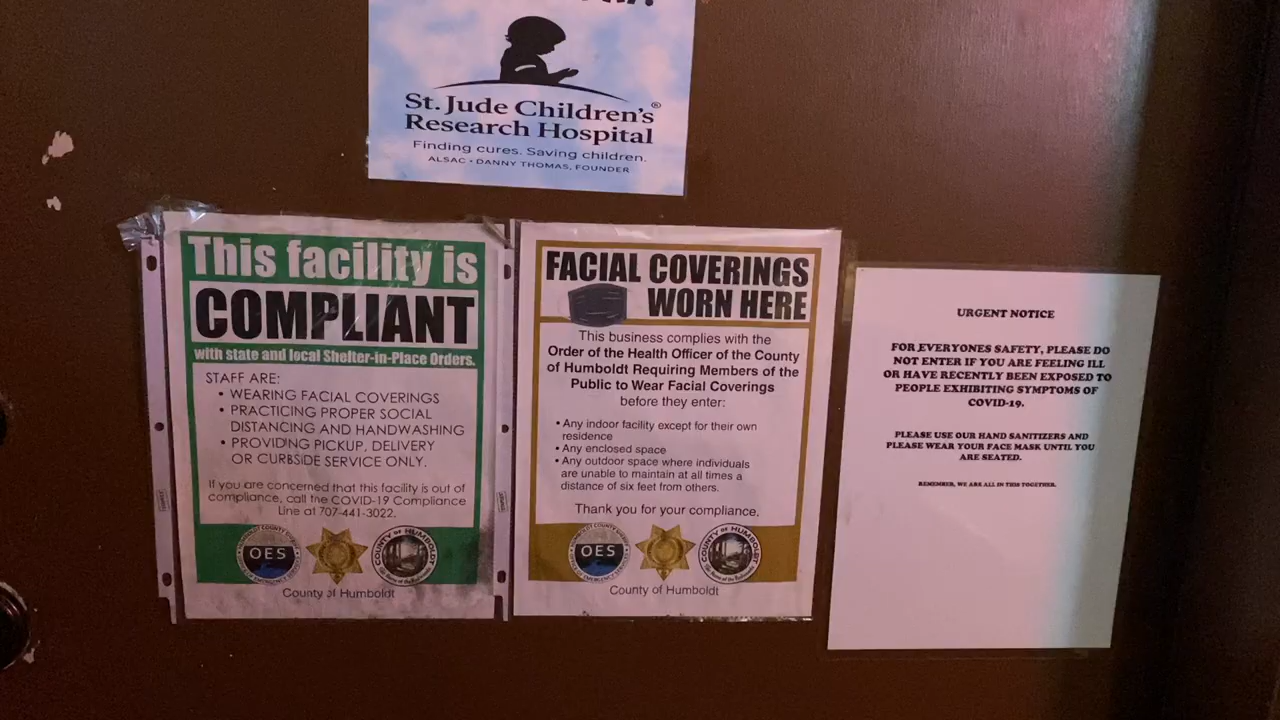 St. Jude Children's®
Research Hospital
Finding cures. Saving children.
ALSAC • DANNY THOMAS, FOUNDER
This facility is
COMPLIANT
with state and local Shelter-in-Place Orders.
STAFF ARE:
• WEARING FACIAL COVERINGS
• PRACTICING PROPER SOCIAL
DISTANCING AND HANDWASHING
• PROVIDING PICKUP, DELIVERY
OR CURBSIDE SERVICE ONLY.
If you are concerned that this facility is out of
compliance, call the COVID-19 Compliance
Line at 707-441-3022.
OES
COUNTY OF HUMBOLDT
County of Humboldt
FACIAL COVERINGS
WORN HERE
This business complies with the
Order of the Health Officer of the County
of Humboldt Requiring Members of the
Public to Wear Facial Coverings
before they enter:
• Any indoor facility except for their own
residence
• Any enclosed space
• Any outdoor space where individuals
are unable to maintain at all times a
distance of six feet from others.
Thank you for your compliance.
OES
COUNTY OF HUMBOLDT
County of Humboldt
URGENT NOTICE
FOR EVERYONES SAFETY, PLEASE DO
NOT ENTER IF YOU ARE FEELING ILL
OR HAVE RECENTLY BEEN EXPOSED TO
PEOPLE EXHIBITING SYMPTOMS OF
COVID-19.
PLEASE USE OUR HAND SANITIZERS AND
PLEASE WEAR YOUR FACE MASK UNTIL YOU
ARE SEATED.
REMEMBER, WE ARE ALL IN THIS TOGETHER.